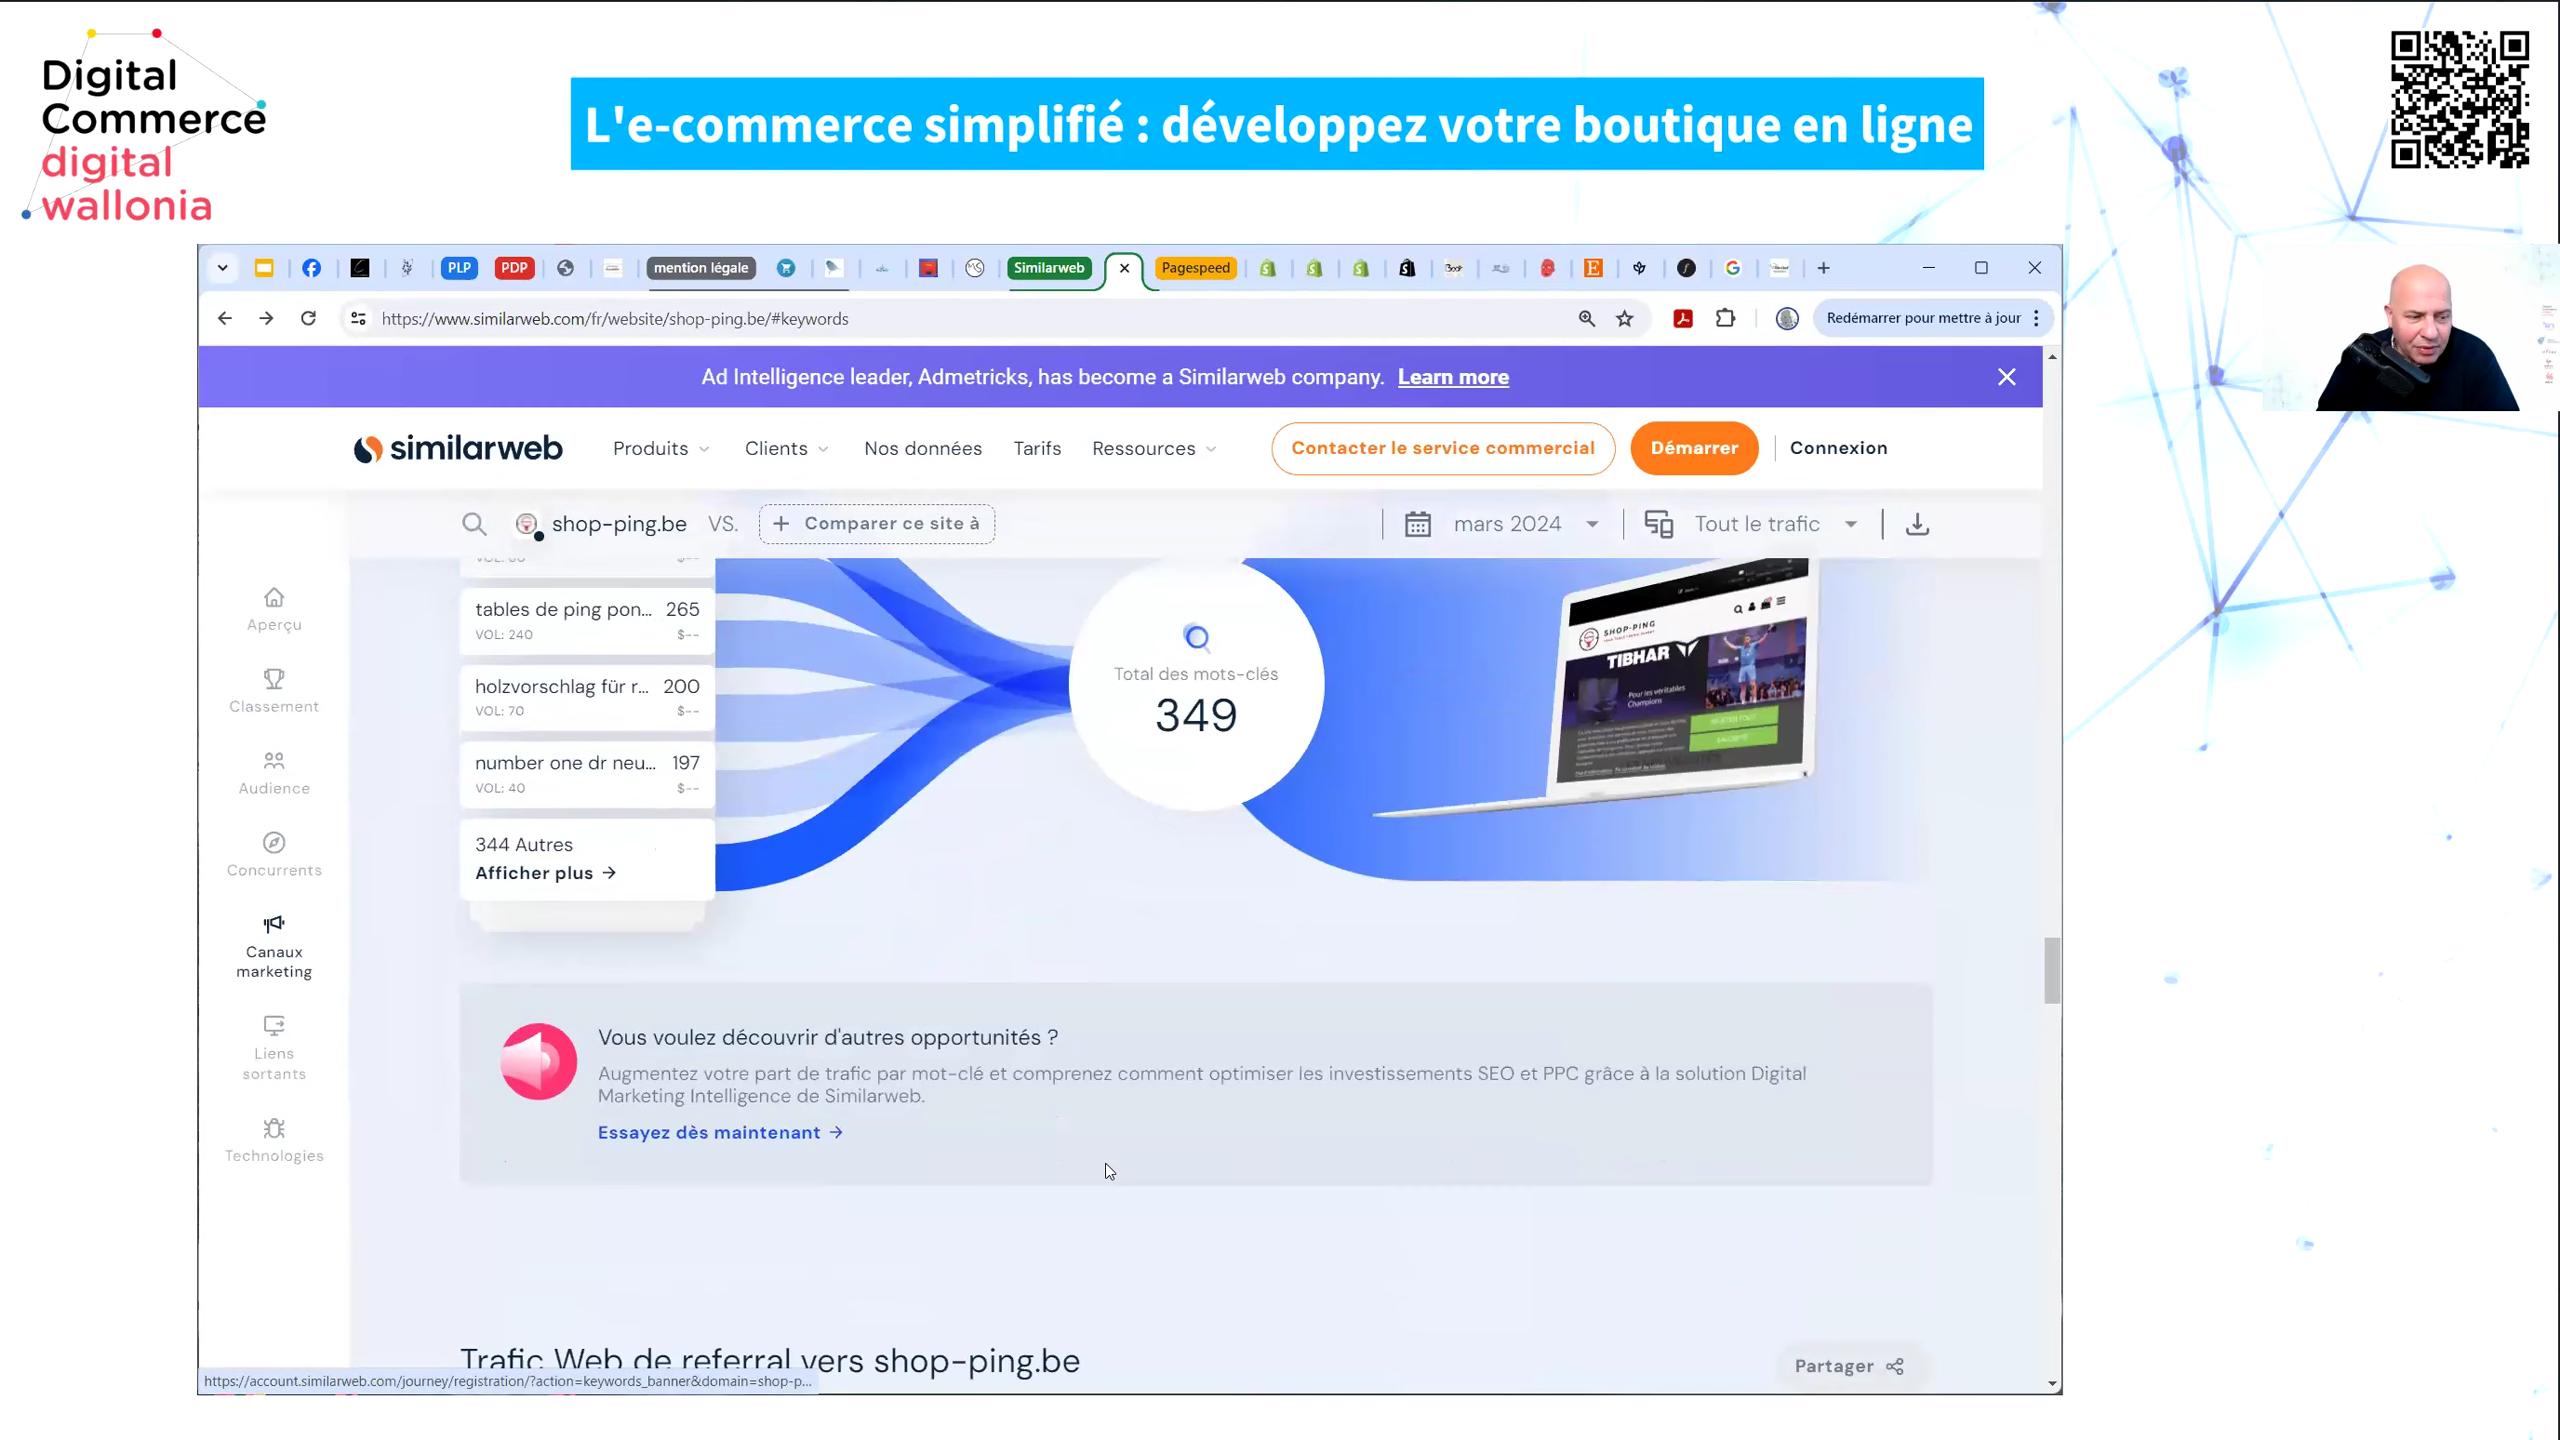 Digital
Commerce
digital
wallonia
L'e-commerce simplifié : développez votre boutique en ligne
PLP
PDP
mention légale
Similarweb
Pagespeed
https://www.similarweb.com/fr/website/shop-ping.be/#keywords
Redémarrer pour mettre à jour
Ad Intelligence leader, Admetricks, has become a Similarweb company. Learn more
similarweb
Produits
Clients
Nos données
Tarifs
Ressources
Contacter le service commercial
Démarrer
Connexion
shop-ping.be
VS.
+ Comparer ce site à
mars 2024
Tout le trafic
Aperçu
Classement
Audience
Concurrents
Canaux
marketing
Liens
sortants
Technologies
tables de ping pon... 265
VOL: 240 $--
holzvorschlag für r... 200
VOL: 70 $--
number one dr neu... 197
VOL: 40 $--
344 Autres
Afficher plus →
Total des mots-clés
349
SHOP-PING
TIBHAR
Pour les véritables
Champions
Vous voulez découvrir d'autres opportunités ?
Augmentez votre part de trafic par mot-clé et comprenez comment optimiser les investissements SEO et PPC grâce à la solution Digital
Marketing Intelligence de Similarweb.
Essayez dès maintenant →
Trafic Web de referral vers shop-ping.be
Partager
https://account.similarweb.com/journey/registration/?action=keywords_banner&domain=shop-p...